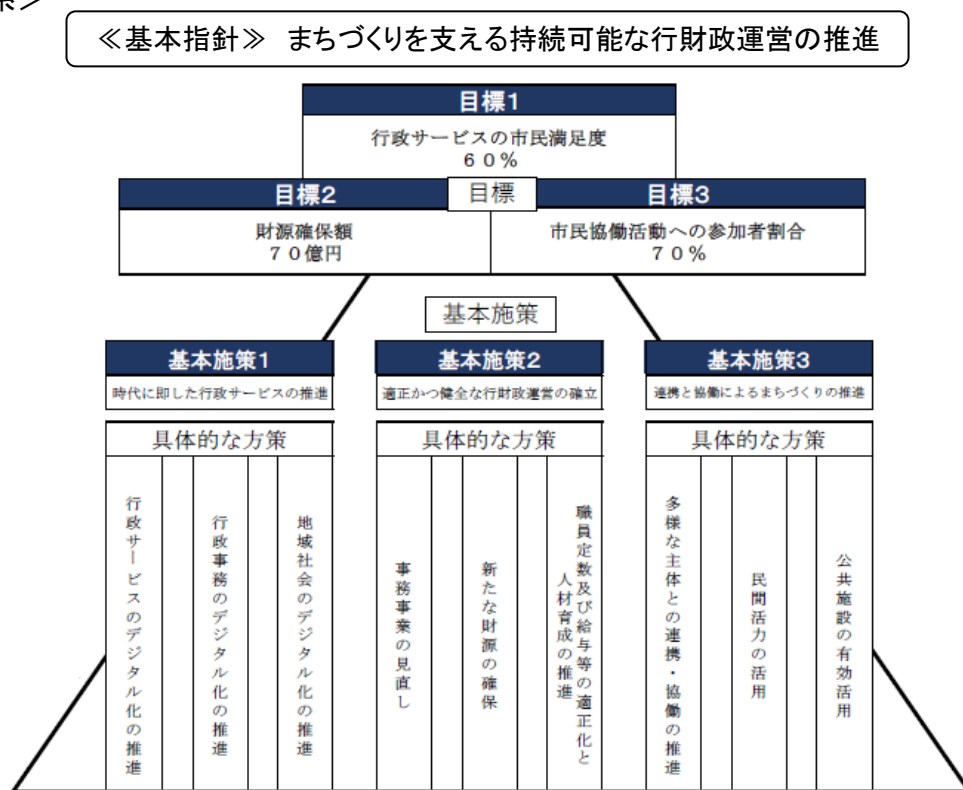 系＞
≪基本指針≫ まちづくりを支える持続可能な行財政運営の推進
目標1
行政サービスの市民満足度
６０％
目標2
目標
目標3
財源確保額
７０億円
市民協働活動への参加者割合
７０％
基本施策
基本施策1
時代に即した行政サービスの推進
基本施策2
適正かつ健全な行財政運営の確立
基本施策3
連携と協働によるまちづくりの推進
具体的な方策
行政サービスのデジタル化の推進
行政事務のデジタル化の推進
地域社会のデジタル化の推進
具体的な方策
事務事業の見直し
新たな財源の確保
職員定数及び給与等の適正化と
人材育成の推進
具体的な方策
多様な主体との連携・協働の推進
民間活力の活用
公共施設の有効活用